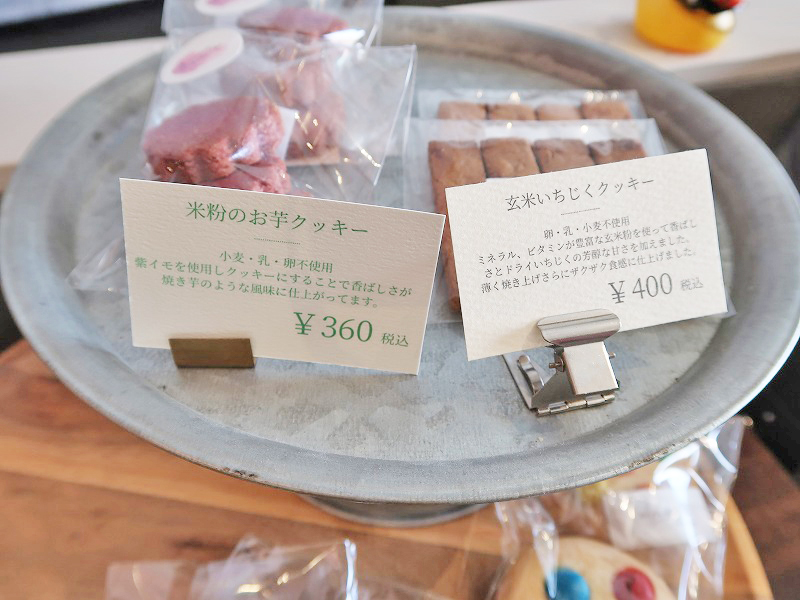 米粉のお芋クッキー
小麦・乳・卵不使用
紫イモを使用しクッキーにすることで香ばしさが
焼き芋のような風味に仕上がってます。
¥360 税込
玄米いちじくクッキー
卵・乳・小麦不使用
ミネラル、ビタミンが豊富な玄米粉を使って香ばし
さとドライいちじくの芳醇な甘さを加えました。
薄く焼き上げさらにザクザク食感に仕上げました。
¥400 税込